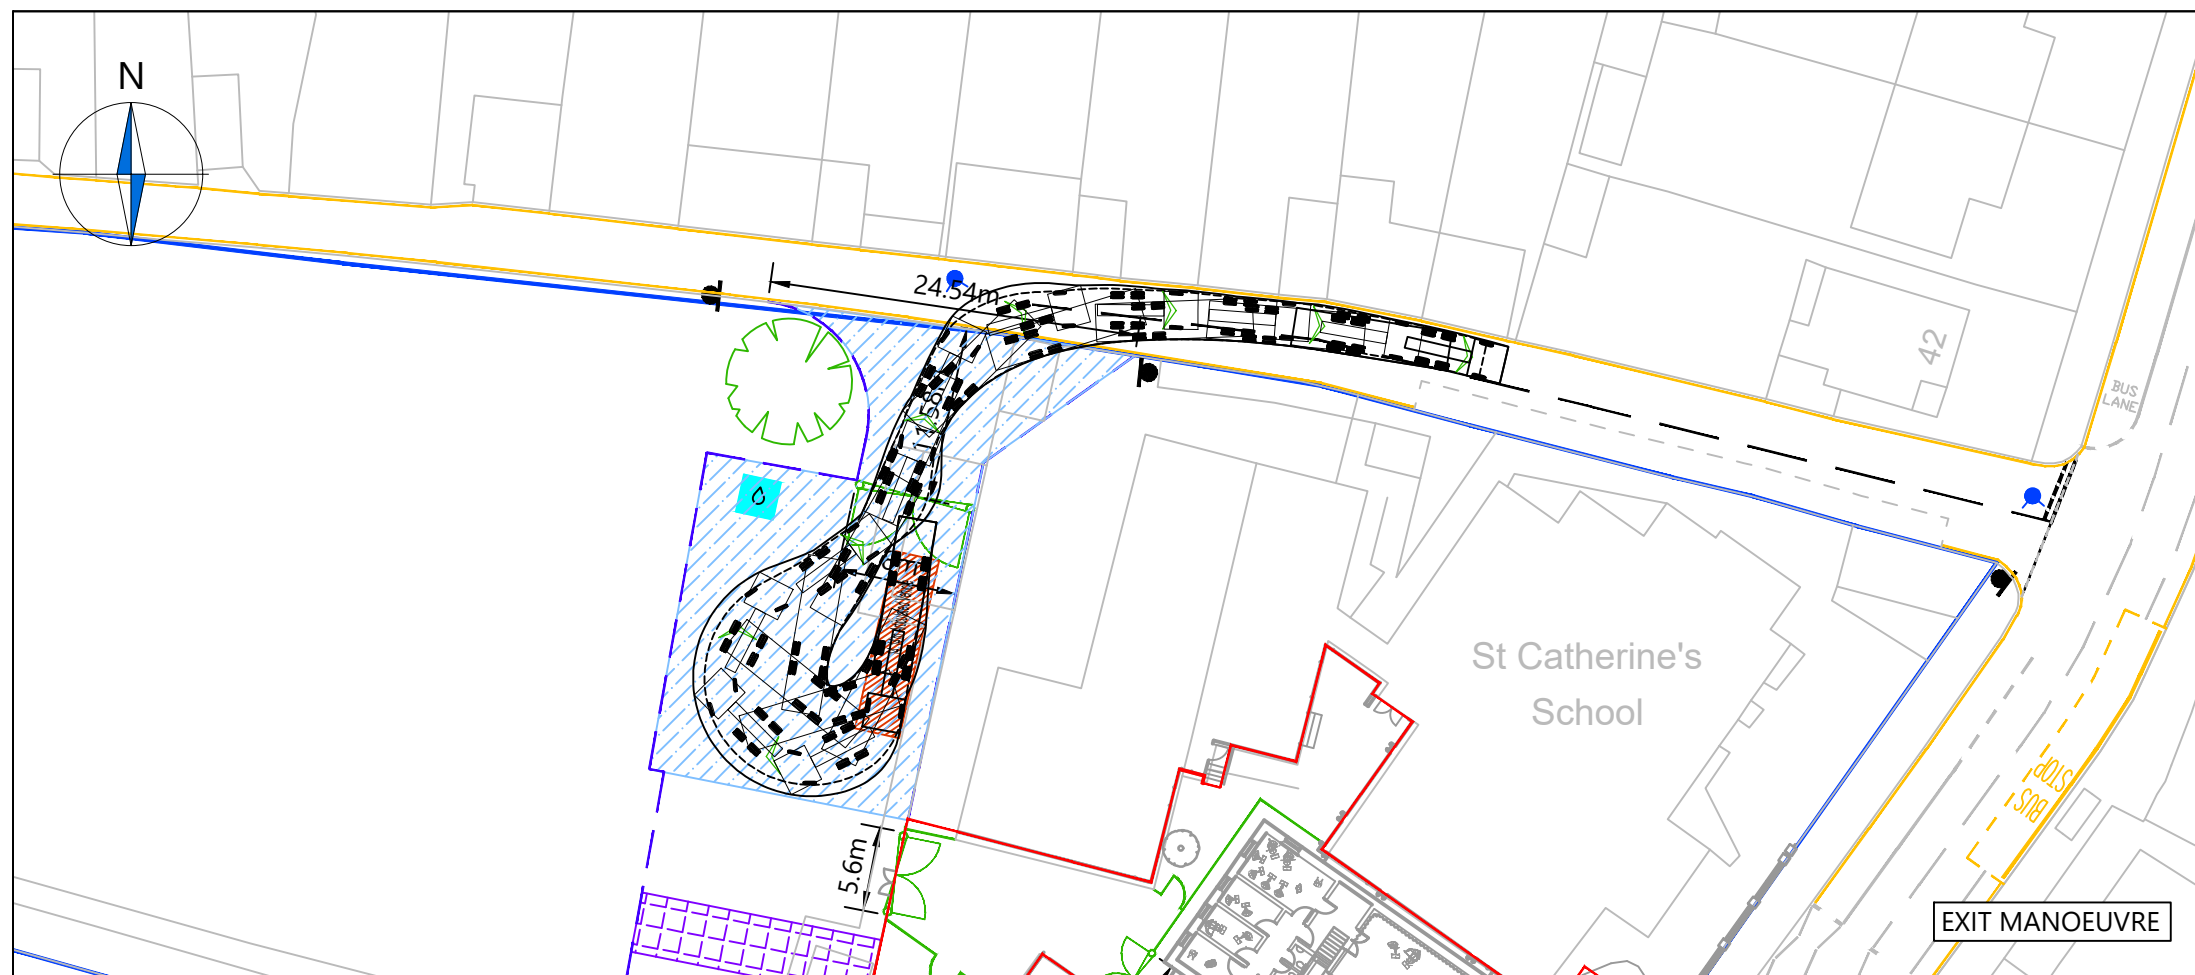 N
24.54m
42
BUS
LANE
St Catherine's
School
BUS
STOP
5.6m
EXIT MANOEUVRE